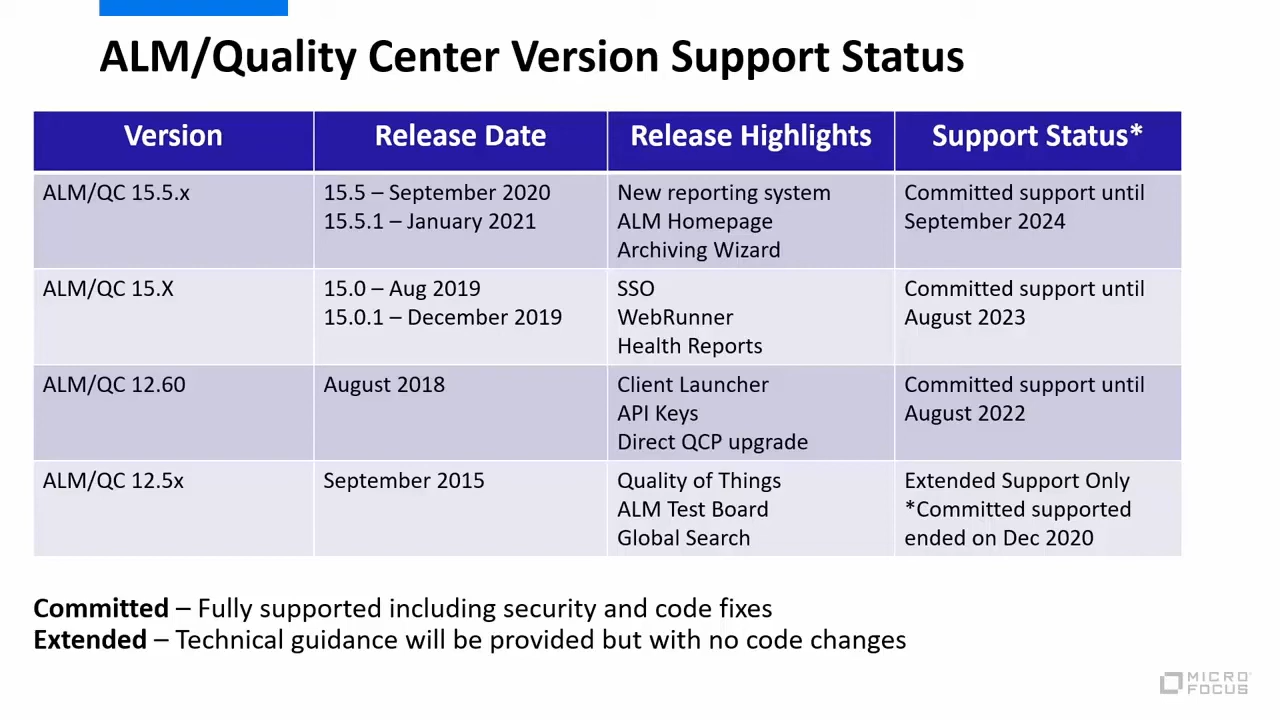 ALM/Quality Center Version Support Status
Version Release Date Release Highlights Support Status*
ALM/QC 15.5.x
15.5 – September 2020
15.5.1 – January 2021
New reporting system
ALM Homepage
Archiving Wizard
Committed support until
September 2024
ALM/QC 15.X
15.0 – Aug 2019
15.0.1 – December 2019
SSO
WebRunner
Health Reports
Committed support until
August 2023
ALM/QC 12.60
August 2018
Client Launcher
API Keys
Direct QCP upgrade
Committed support until
August 2022
ALM/QC 12.5x
September 2015
Quality of Things
ALM Test Board
Global Search
Extended Support Only
*Committed supported
ended on Dec 2020
Committed – Fully supported including security and code fixes
Extended – Technical guidance will be provided but with no code changes
MICRO
FOCUS